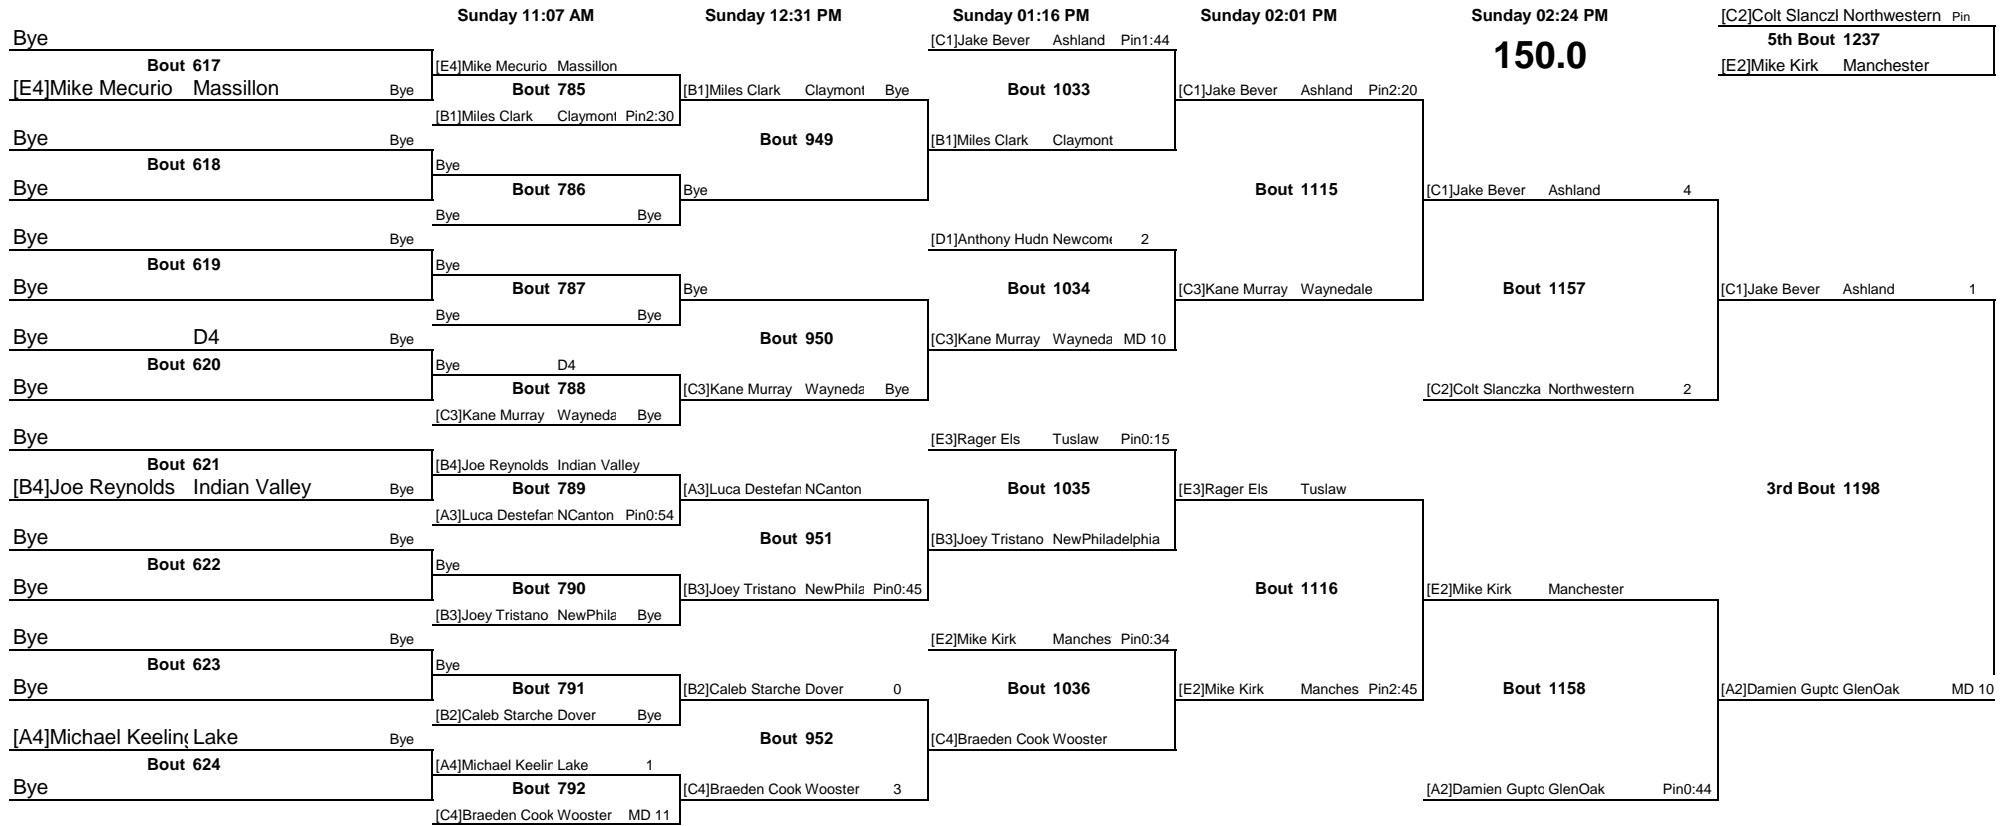 Sunday 11:07 AM Sunday 12:31 PM Sunday 01:16 PM Sunday 02:01 PM Sunday 02:24 PM [C2]Colt Slanczl Northwestern Pin
Bye [C1]Jake Bever Ashland Pin1:44 150.0 5th Bout 1237
Bout 617 [E4]Mike Mecurio Massillon [E2]Mike Kirk Manchester
[E4]Mike Mecurio Massillon Bye Bout 785 [B1]Miles Clark Claymont Bye Bout 1033 [C1]Jake Bever Ashland Pin2:20
[B1]Miles Clark Claymont Pin2:30
Bye Bye Bout 949 [B1]Miles Clark Claymont
Bout 618 Bye
Bye Bout 786 Bye Bout 1115 [C1]Jake Bever Ashland 4
Bye Bye
Bye Bye [D1]Anthony Hudn Newcome 2
Bout 619 Bye
Bye Bout 787 Bye Bout 1034 [C3]Kane Murray Waynedale Bout 1157 [C1]Jake Bever Ashland 1
Bye Bye
Bye D4 Bye Bout 950 [C3]Kane Murray Wayneda MD 10
Bout 620 Bye D4
Bye Bout 788 [C3]Kane Murray Wayneda Bye [C2]Colt Slanczka Northwestern 2
[C3]Kane Murray Wayneda Bye
Bye [E3]Rager Els Tuslaw Pin0:15
Bout 621 [B4]Joe Reynolds Indian Valley
[B4]Joe Reynolds Indian Valley Bye Bout 789 [A3]Luca Destefan NCanton Bout 1035 [E3]Rager Els Tuslaw 3rd Bout 1198
[A3]Luca Destefan NCanton Pin0:54
Bye Bye Bout 951 [B3]Joey Tristano NewPhiladelphia
Bout 622 Bye
Bye Bout 790 [B3]Joey Tristano NewPhila Pin0:45 Bout 1116 [E2]Mike Kirk Manchester
[B3]Joey Tristano NewPhila Bye
Bye Bye [E2]Mike Kirk Manches Pin0:34
Bout 623 Bye
Bye Bout 791 [B2]Caleb Starche Dover 0 Bout 1036 [E2]Mike Kirk Manches Pin2:45 Bout 1158 [A2]Damien Guptc GlenOak MD 10
[B2]Caleb Starche Dover Bye
[A4]Michael Keeling Lake Bye Bout 952 [C4]Braeden Cook Wooster
Bout 624 [A4]Michael Keelin Lake 1
Bye Bout 792 [C4]Braeden Cook Wooster 3 [A2]Damien Guptc GlenOak Pin0:44
[C4]Braeden Cook Wooster MD 11